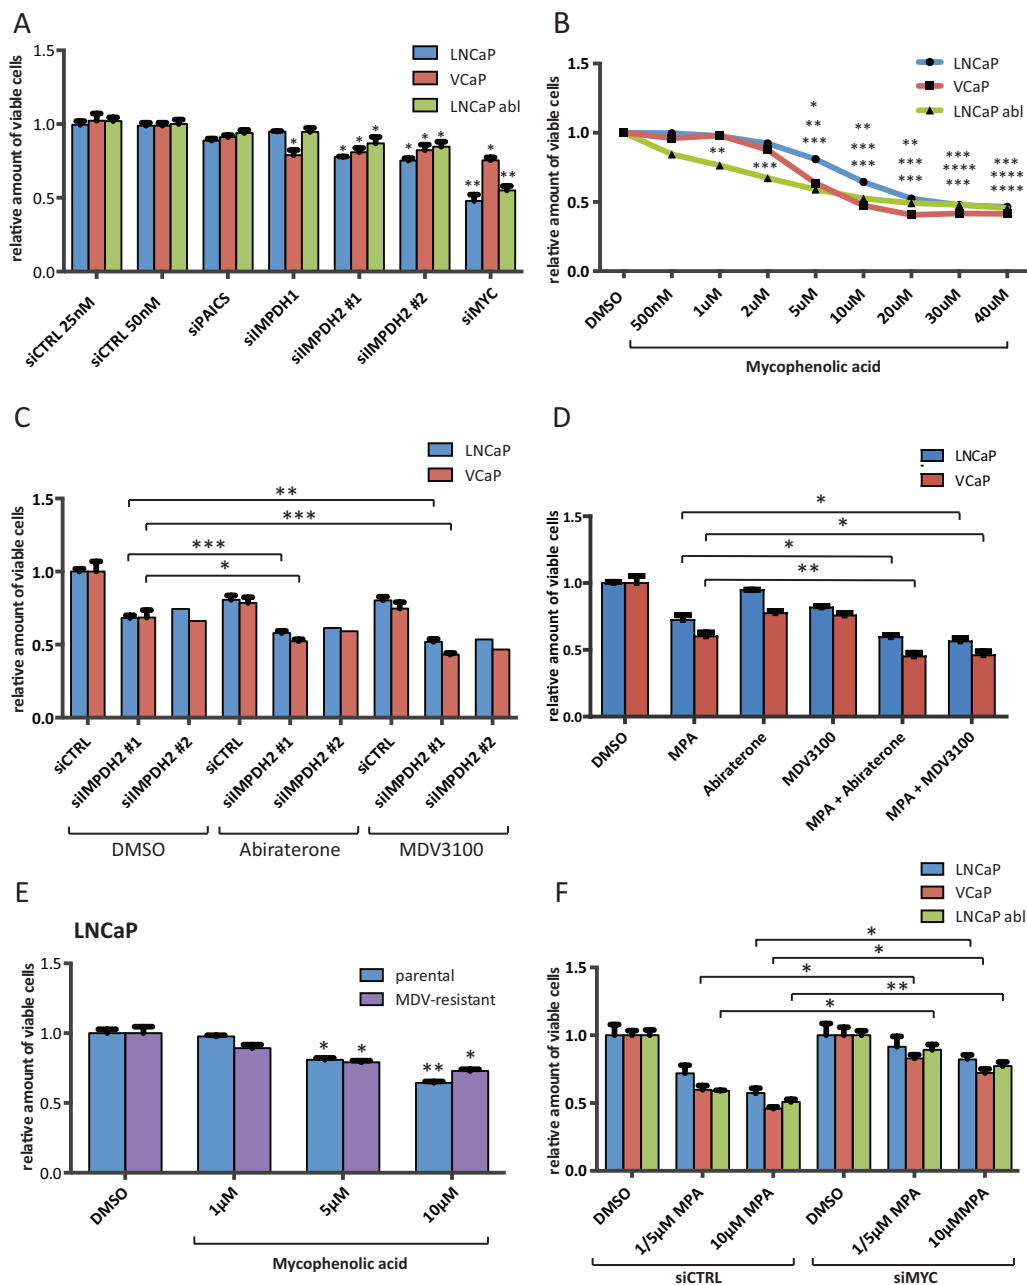 A
relative amount of viable cells
1.5
1.0
0.5
0.0
LNCaP
VCaP
LNCaP abl
*
* * *
* * *
** * **
siCTRL 25nM
siCTRL 50nM
siPAICS
siIMPDH1
siIMPDH2 #1
siIMPDH2 #2
siMYC
B
relative amount of viable cells
1.5
1.0
0.5
0.0
LNCaP
VCaP
LNCaP abl
**
***
*
**
***
**
***
***
**
***
***
***
****
***
****
****
****
DMSO
500nM
1uM
2uM
5uM
10uM
20uM
30uM
40uM
Mycophenolic acid
C
relative amount of viable cells
1.5
1.0
0.5
0.0
LNCaP
VCaP
**
***
***
*
siCTRL
siIMPDH2 #1
siIMPDH2 #2
siCTRL
siIMPDH2 #1
siIMPDH2 #2
siCTRL
siIMPDH2 #1
siIMPDH2 #2
DMSO
Abiraterone
MDV3100
D
relative amount of viable cells
1.5
1.0
0.5
0.0
LNCaP
VCaP
*
*
*
**
DMSO
MPA
Abiraterone
MDV3100
MPA + Abiraterone
MPA + MDV3100
E
LNCaP
relative amount of viable cells
1.5
1.0
0.5
0.0
parental
MDV-resistant
* *
** *
DMSO
1µM
5µM
10µM
Mycophenolic acid
F
relative amount of viable cells
1.5
1.0
0.5
0.0
LNCaP
VCaP
LNCaP abl
*
*
*
**
*
DMSO
1/5µM MPA
10µM MPA
DMSO
1/5µM MPA
10µMMPA
siCTRL
siMYC